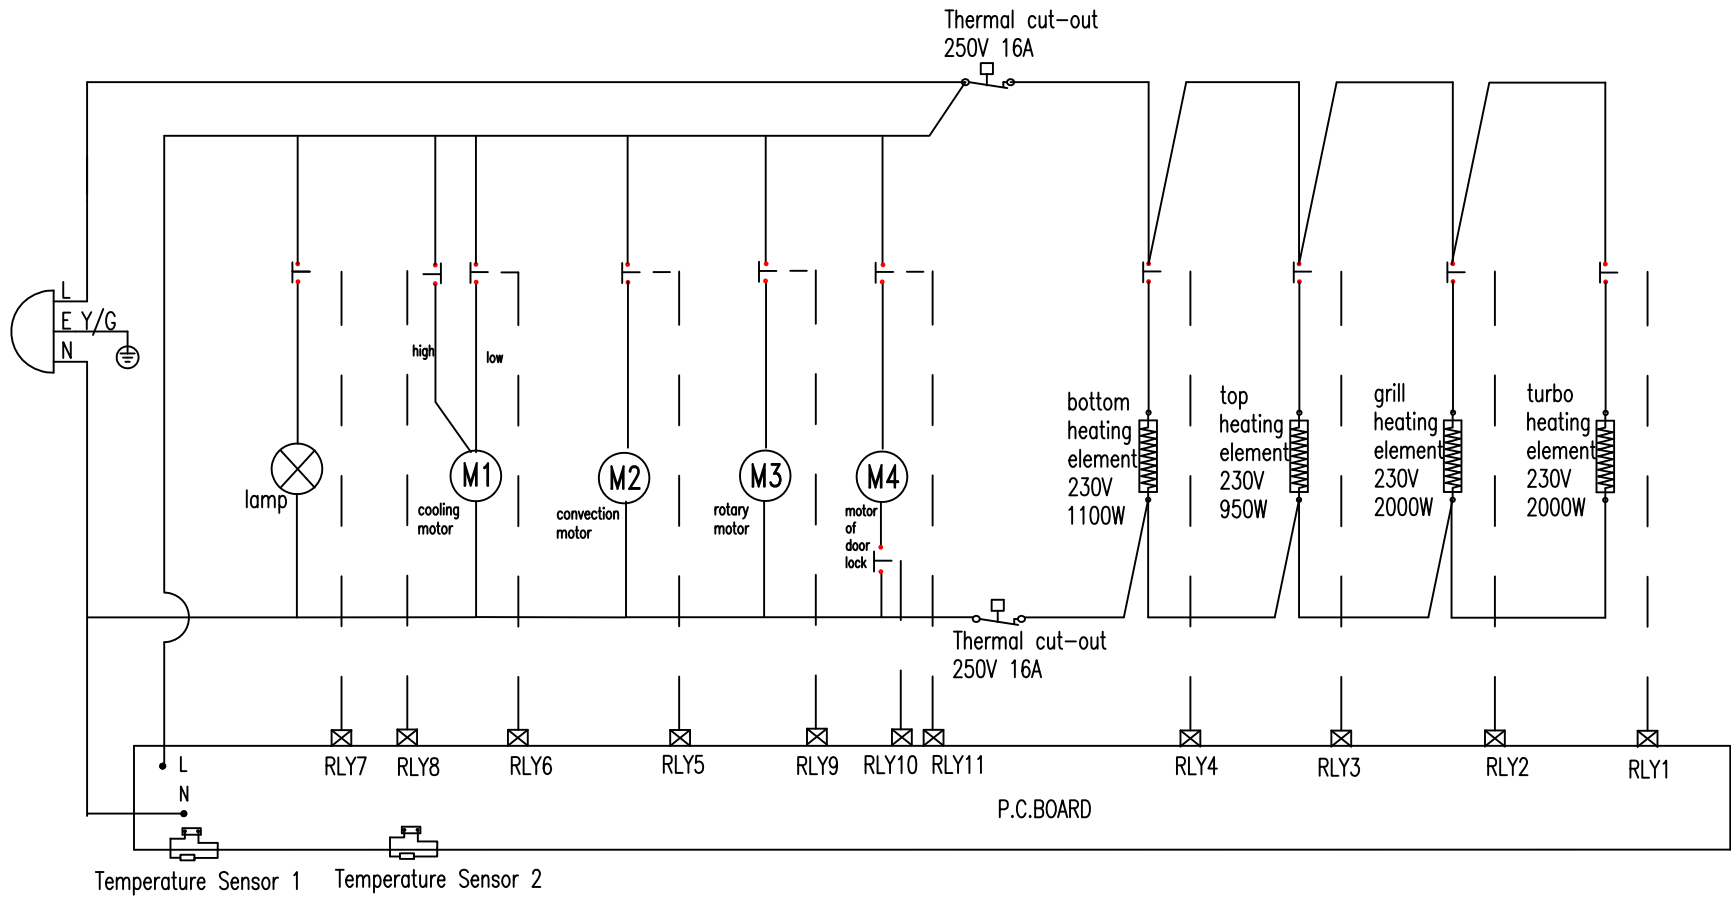 Thermal cut-out
250V 16A
L
E Y/G
N
high
low
lamp
M1
cooling
motor
M2
convection
motor
M3
rotary
motor
M4
motor
of
door
lock
bottom
heating
element
230V
1100W
top
heating
element
230V
950W
grill
heating
element
230V
2000W
turbo
heating
element
230V
2000W
Thermal cut-out
250V 16A
RLY7
RLY8
RLY6
RLY5
RLY9
RLY10
RLY11
RLY4
RLY3
RLY2
RLY1
L
N
P.C.BOARD
Temperature Sensor 1
Temperature Sensor 2